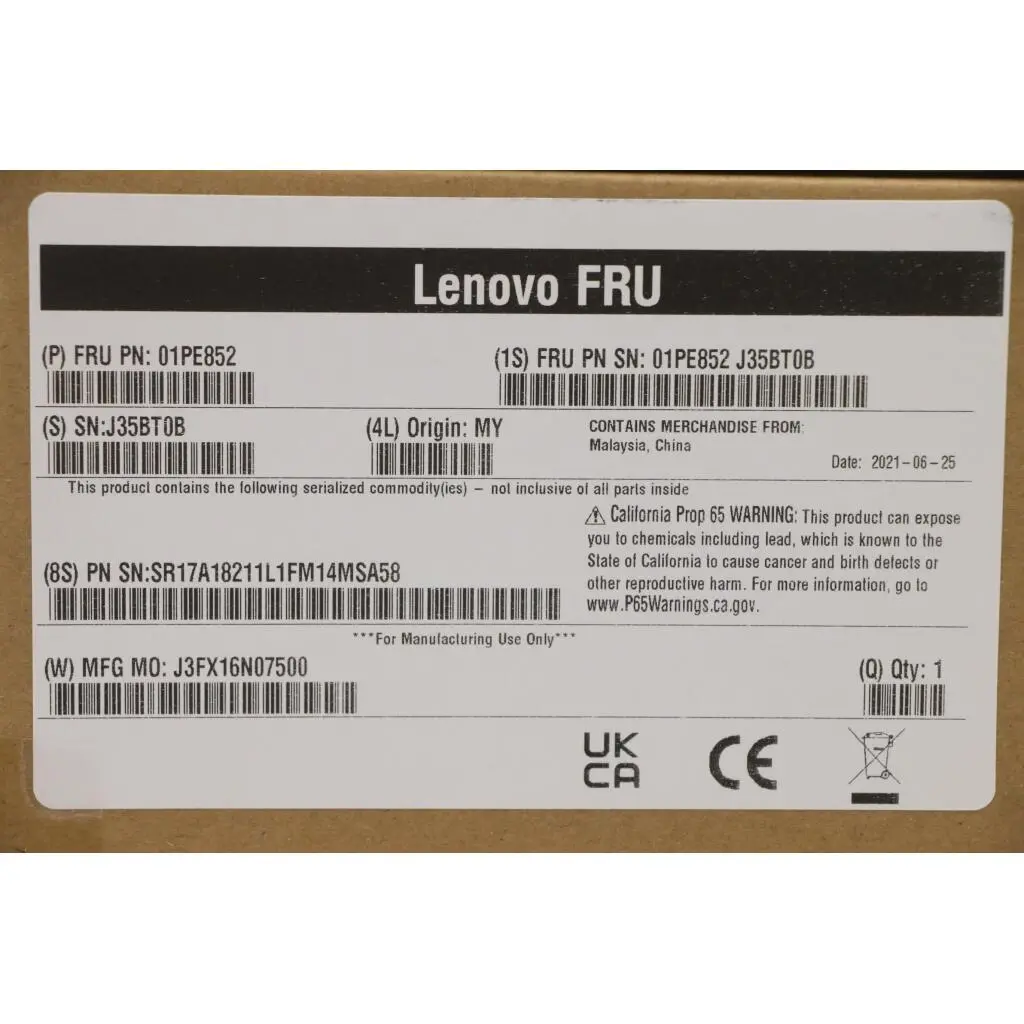 Lenovo FRU
(P) FRU PN: 01PE852
(1S) FRU PN SN: 01PE852 J35BT0B
(S) SN:J35BT0B
(4L) Origin: MY
CONTAINS MERCHANDISE FROM:
Malaysia, China
Date: 2021-06-25
This product contains the following serialized commodity(ies) – not inclusive of all parts inside
⚠ California Prop 65 WARNING: This product can expose
you to chemicals including lead, which is known to the
State of California to cause cancer and birth defects or
other reproductive harm. For more information, go to
www.P65Warnings.ca.gov.
(8S) PN SN:SR17A18211L1FM14MSA58
***For Manufacturing Use Only***
(W) MFG MO: J3FX16N07500
(Q) Qty: 1
UK
CA
CE